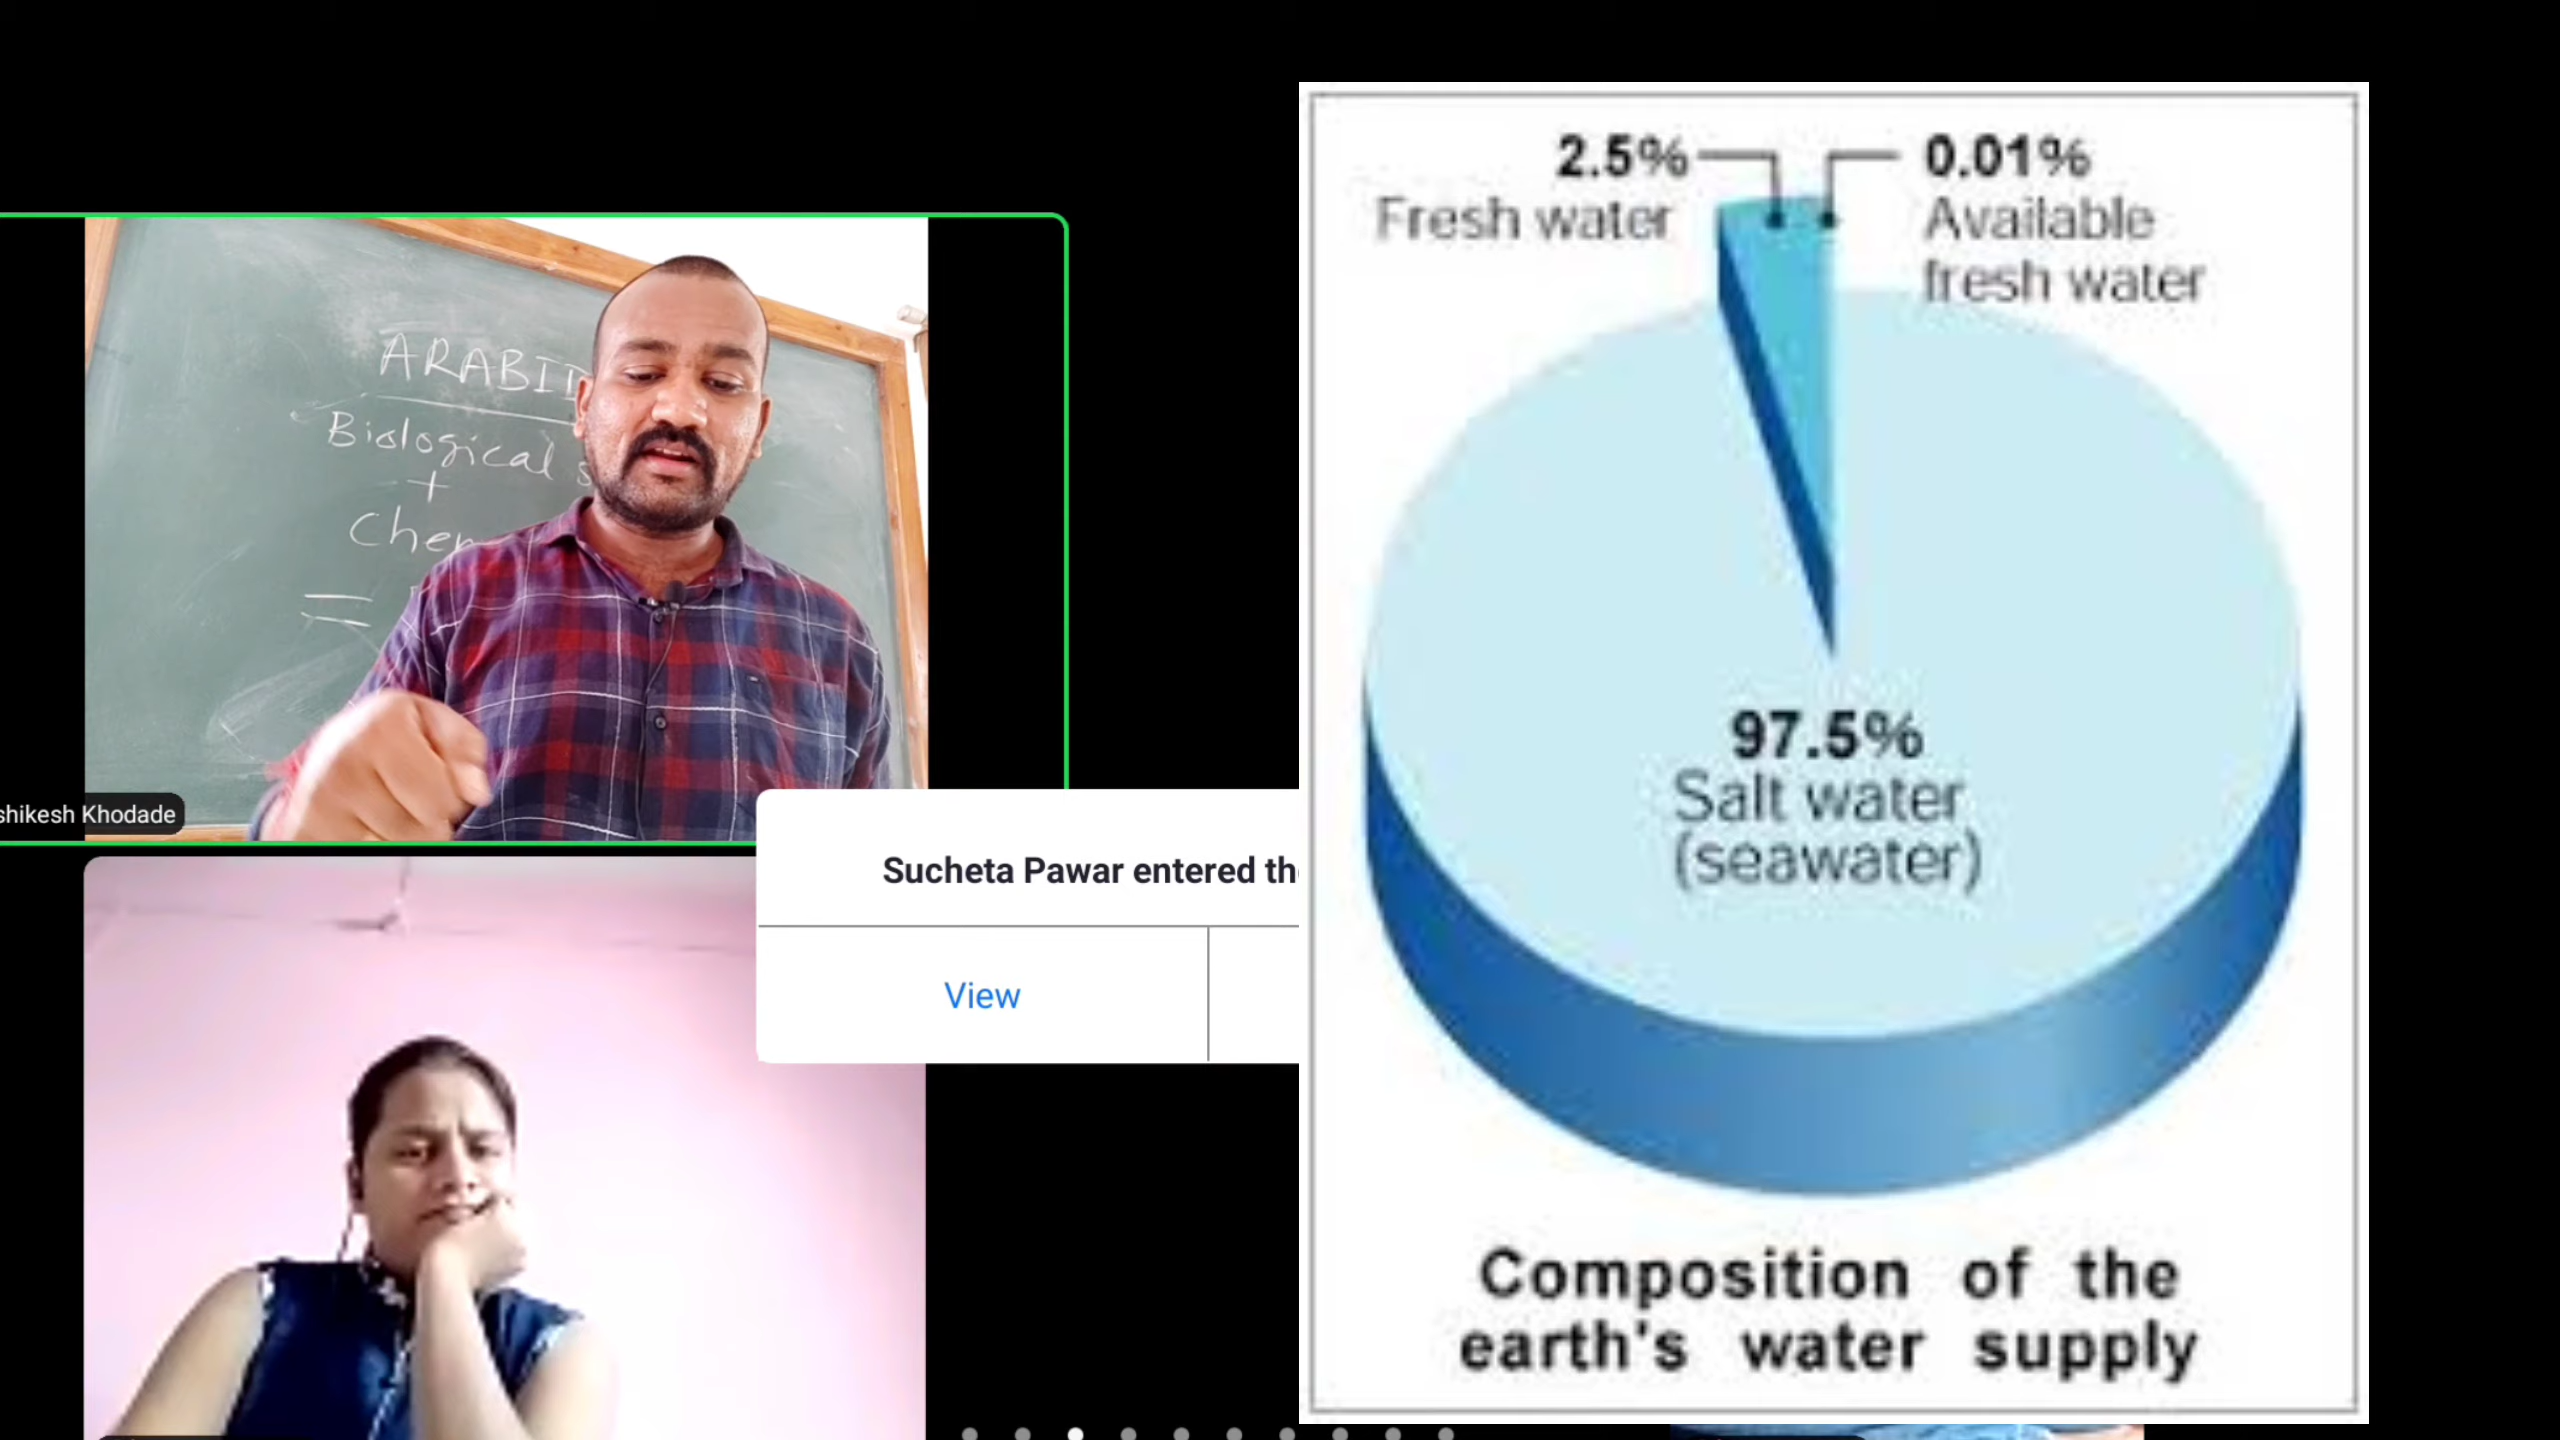 ARABI
Biological
+
Che
=
shikesh Khodade
Sucheta Pawar entered th
View
2.5%
Fresh water
0.01%
Available
fresh water
97.5%
Salt water
(seawater)
Composition of the
earth's water supply